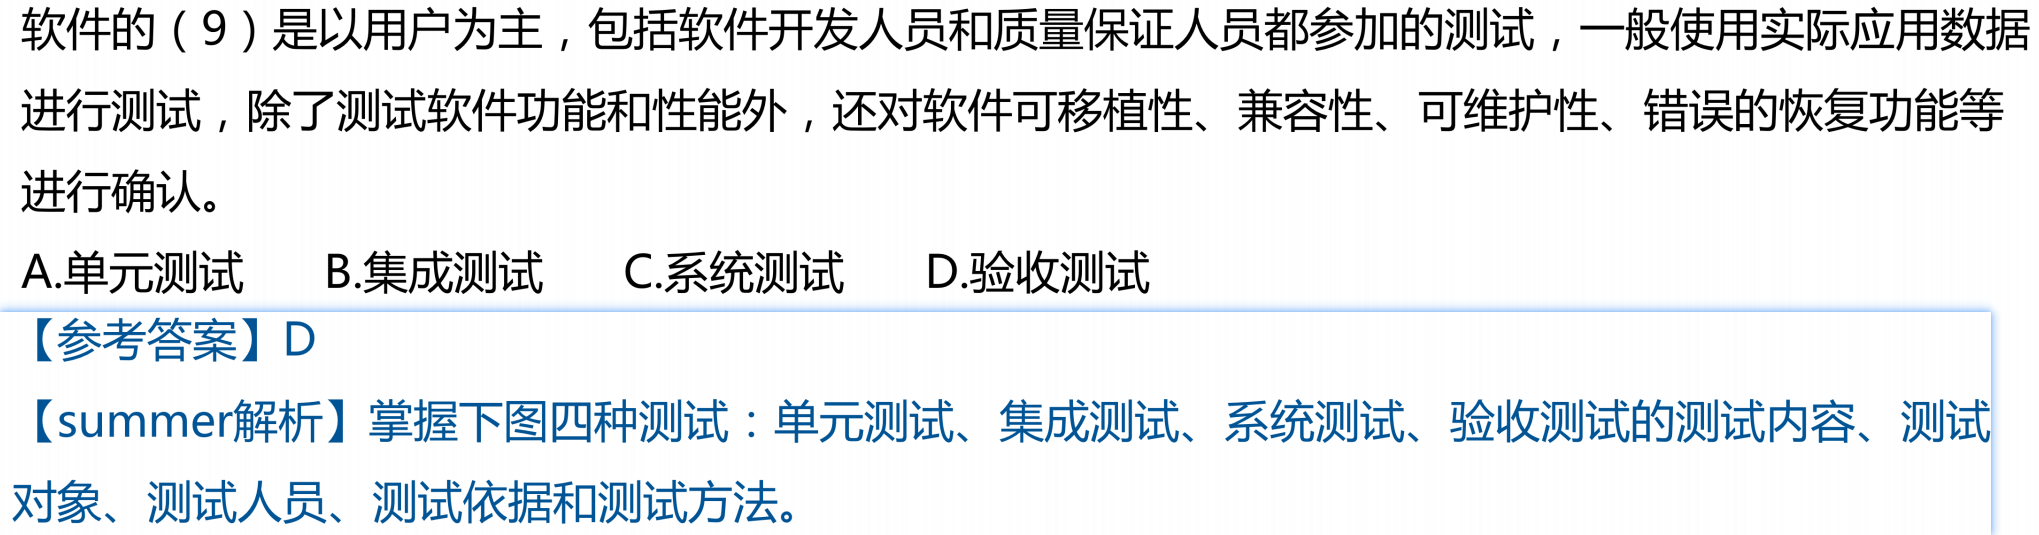 软件的（9）是以用户为主，包括软件开发人员和质量保证人员都参加的测试，一般使用实际应用数据
进行测试，除了测试软件功能和性能外，还对软件可移植性、兼容性、可维护性、错误的恢复功能等
进行确认。
A.单元测试 B.集成测试 C.系统测试 D.验收测试
【参考答案】D
【summer解析】掌握下图四种测试：单元测试、集成测试、系统测试、验收测试的测试内容、测试
对象、测试人员、测试依据和测试方法。